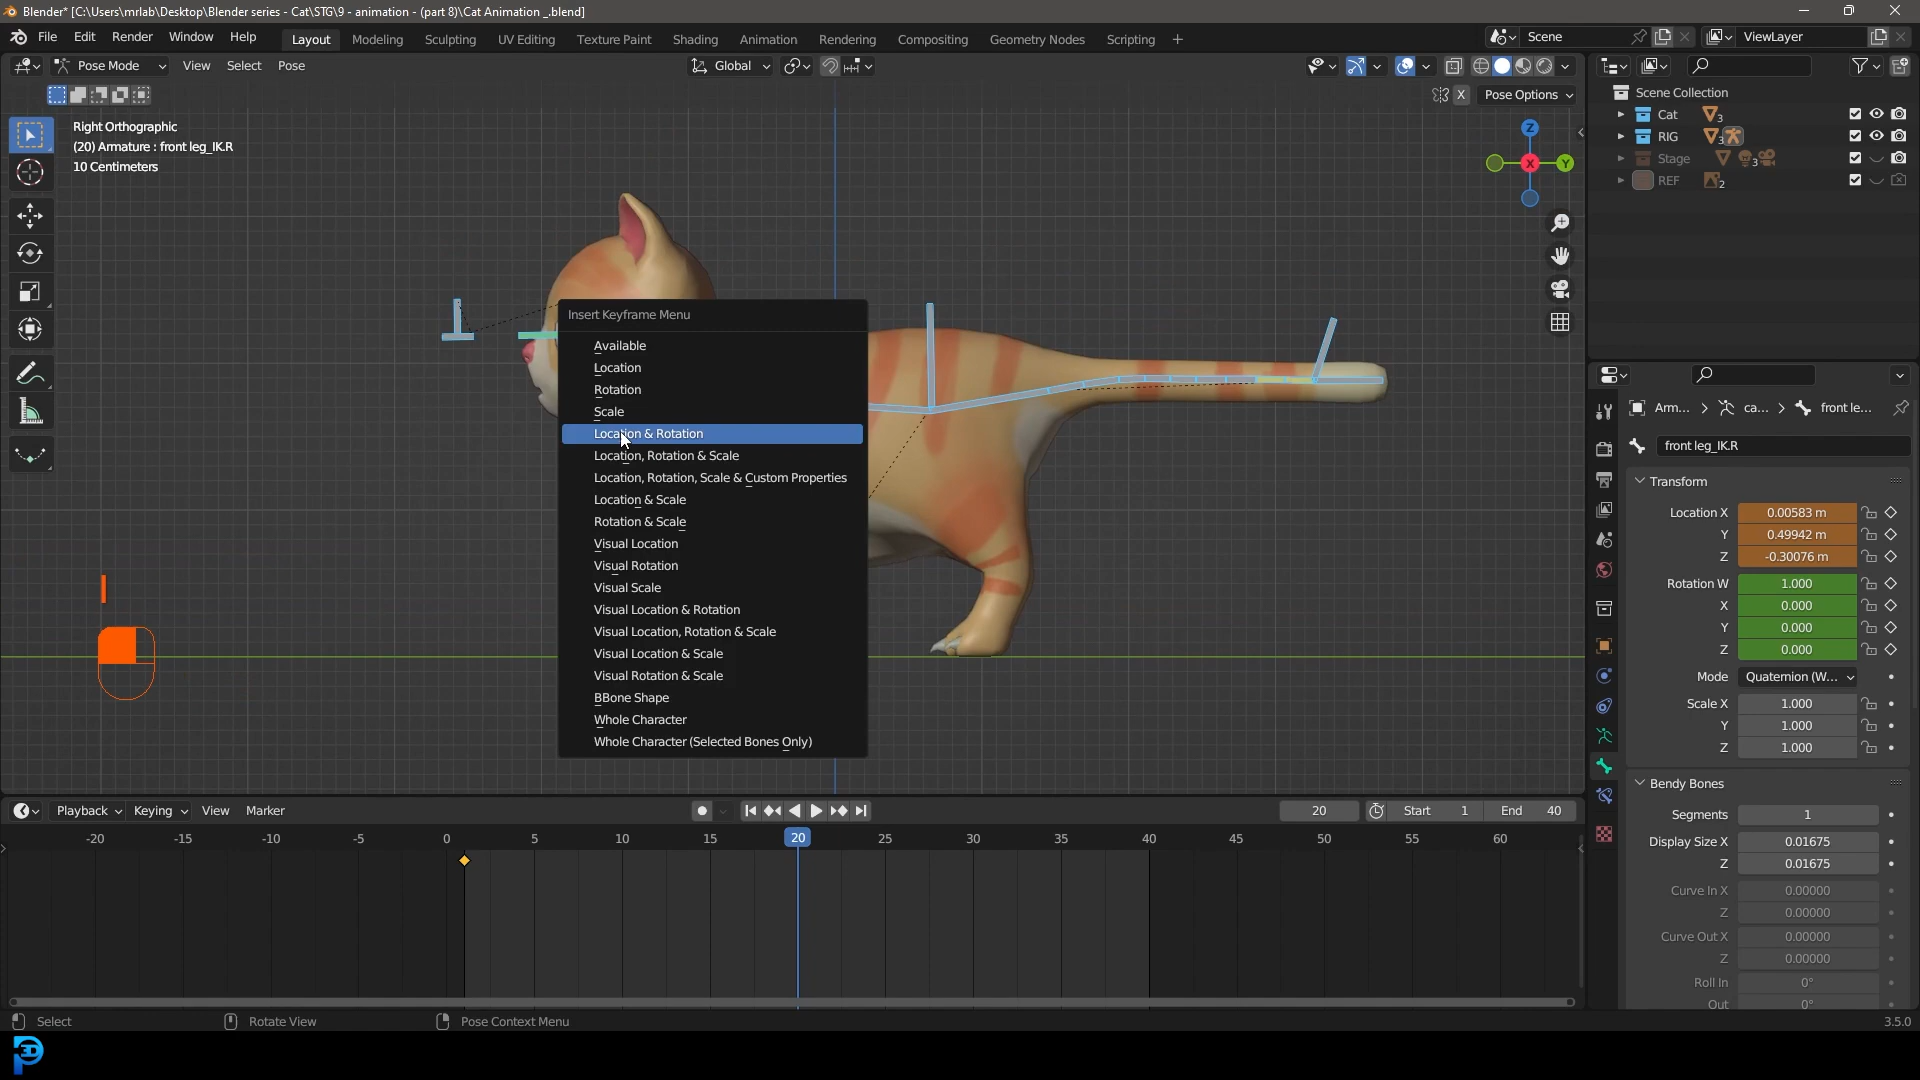 Blender* [C:\Users\mrlab\Desktop\Blender series - Cat\STG\9 - animation - (part 8)\Cat Animation _.blend]
File Edit Render Window Help Layout Modeling Sculpting UV Editing Texture Paint Shading Animation Rendering Compositing Geometry Nodes Scripting + Scene ViewLayer
Pose Mode View Select Pose Global
X Pose Options
Right Orthographic
(20) Armature : front leg_IK.R
10 Centimeters
Z
X
Y
Scene Collection
Cat 3
RIG 3
Stage 3
REF 2
Insert Keyframe Menu
Available
Location
Rotation
Scale
Location & Rotation
Location, Rotation & Scale
Location, Rotation, Scale & Custom Properties
Location & Scale
Rotation & Scale
Visual Location
Visual Rotation
Visual Scale
Visual Location & Rotation
Visual Location, Rotation & Scale
Visual Location & Scale
Visual Rotation & Scale
BBone Shape
Whole Character
Whole Character (Selected Bones Only)
I
Arm... ca... front le...
front leg_IK.R
Transform
Location X 0.00583 m
Y 0.49942 m
Z -0.30076 m
Rotation W 1.000
X 0.000
Y 0.000
Z 0.000
Mode Quaternion (W...
Scale X 1.000
Y 1.000
Z 1.000
Bendy Bones
Segments 1
Display Size X 0.01675
Z 0.01675
Curve In X 0.00000
Z 0.00000
Curve Out X 0.00000
Z 0.00000
Roll In 0°
Out 0°
Playback Keying View Marker 20 Start 1 End 40
-20 -15 -10 -5 0 5 10 15 20 25 30 35 40 45 50 55 60
Select Rotate View Pose Context Menu 3.5.0